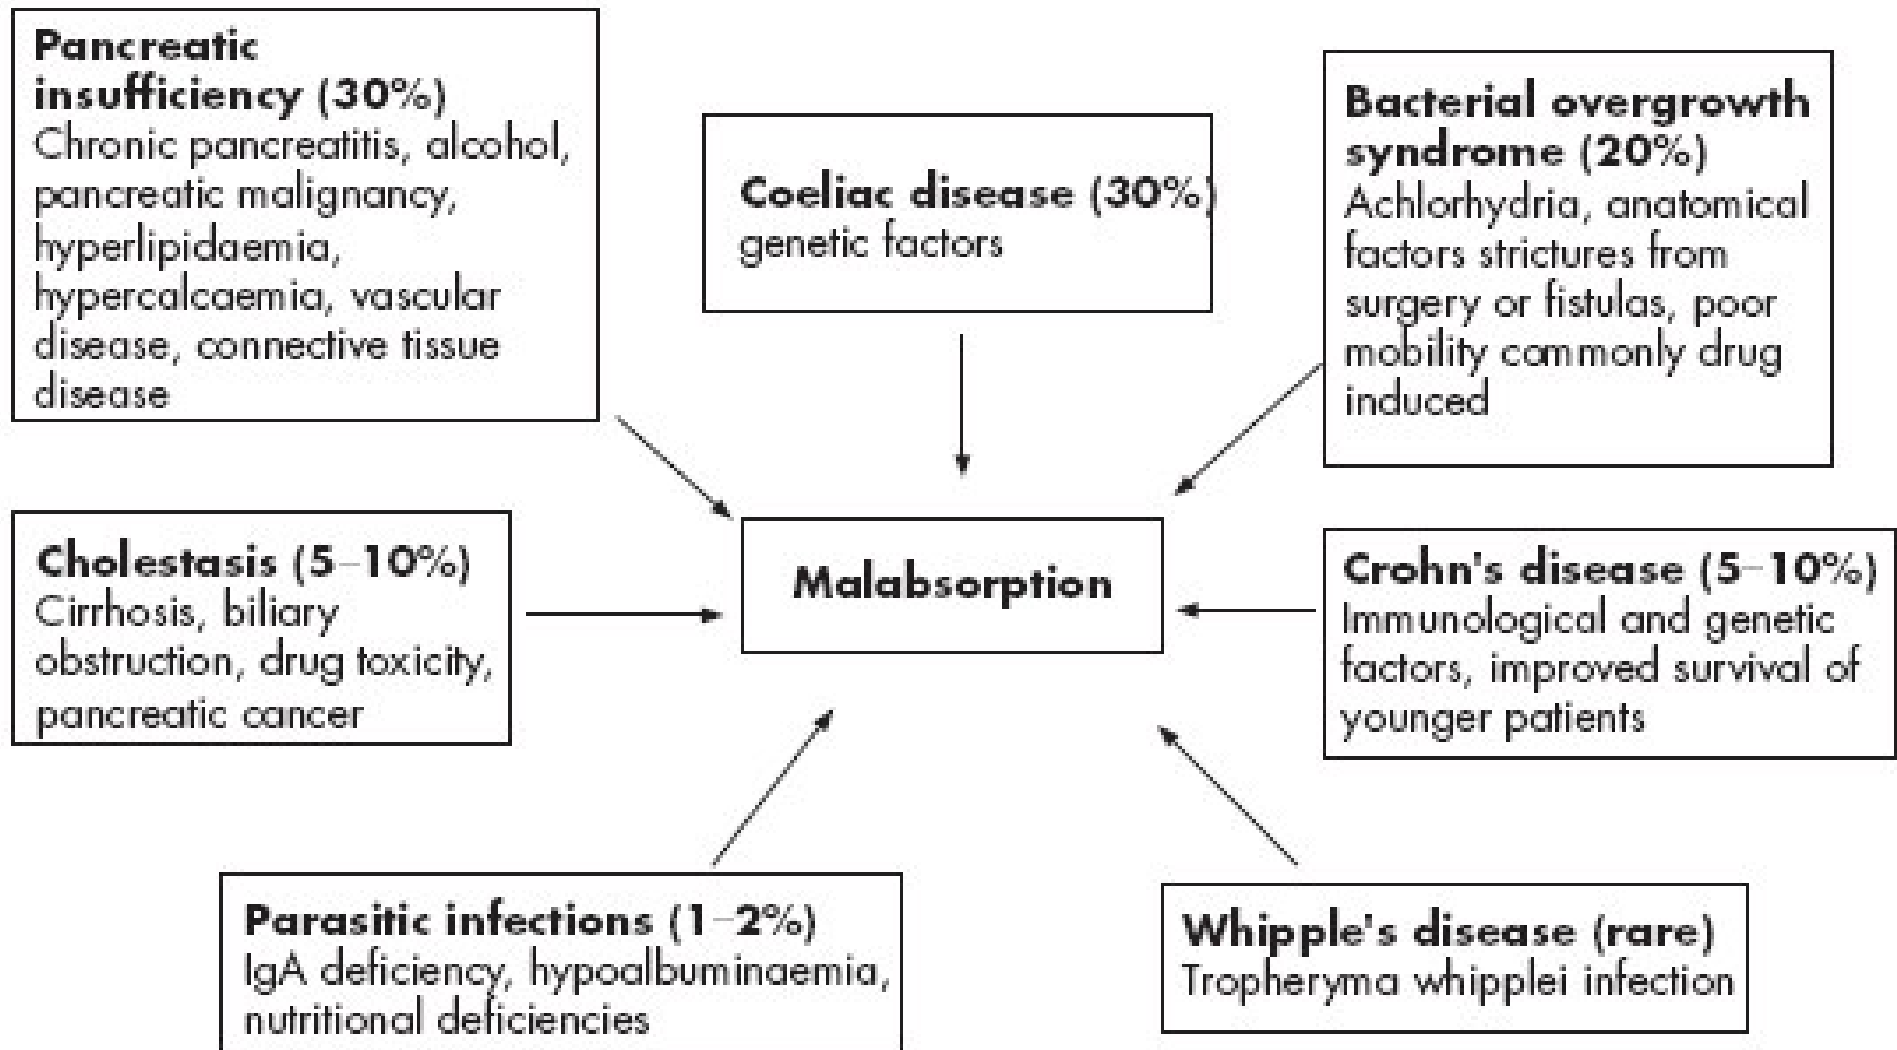 Pancreatic
insufficiency (30%)
Chronic pancreatitis, alcohol,
pancreatic malignancy,
hyperlipidaemia,
hypercalcaemia, vascular
disease, connective tissue
disease
Coeliac disease (30%)
genetic factors
Bacterial overgrowth
syndrome (20%)
Achlorhydria, anatomical
factors strictures from
surgery or fistulas, poor
mobility commonly drug
induced
Cholestasis (5–10%)
Cirrhosis, biliary
obstruction, drug toxicity,
pancreatic cancer
Malabsorption
Crohn's disease (5–10%)
Immunological and genetic
factors, improved survival of
younger patients
Parasitic infections (1–2%)
IgA deficiency, hypoalbuminaemia,
nutritional deficiencies
Whipple's disease (rare)
Tropheryma whipplei infection